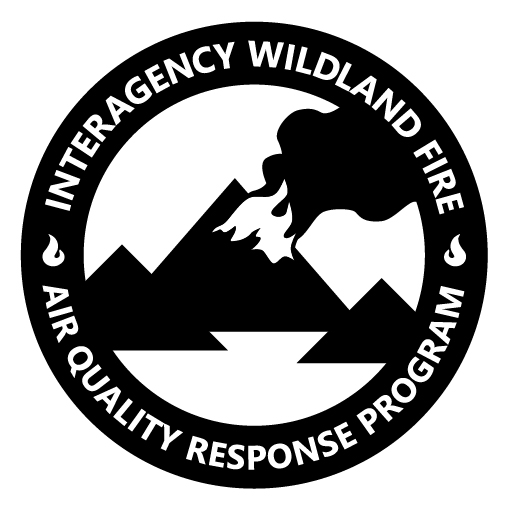 INTERAGENCY WILDLAND FIRE
AIR QUALITY RESPONSE PROGRAM